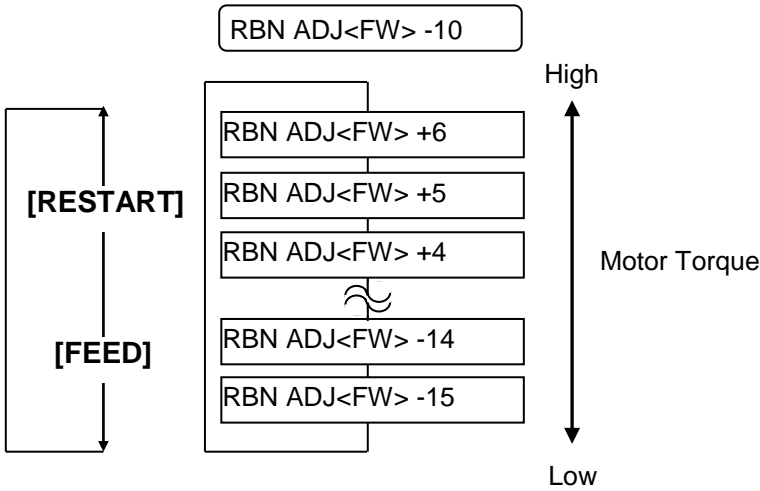 RBN ADJ<FW> -10
High
RBN ADJ<FW> +6
[RESTART]
RBN ADJ<FW> +5
RBN ADJ<FW> +4
Motor Torque
[FEED]
RBN ADJ<FW> -14
RBN ADJ<FW> -15
Low